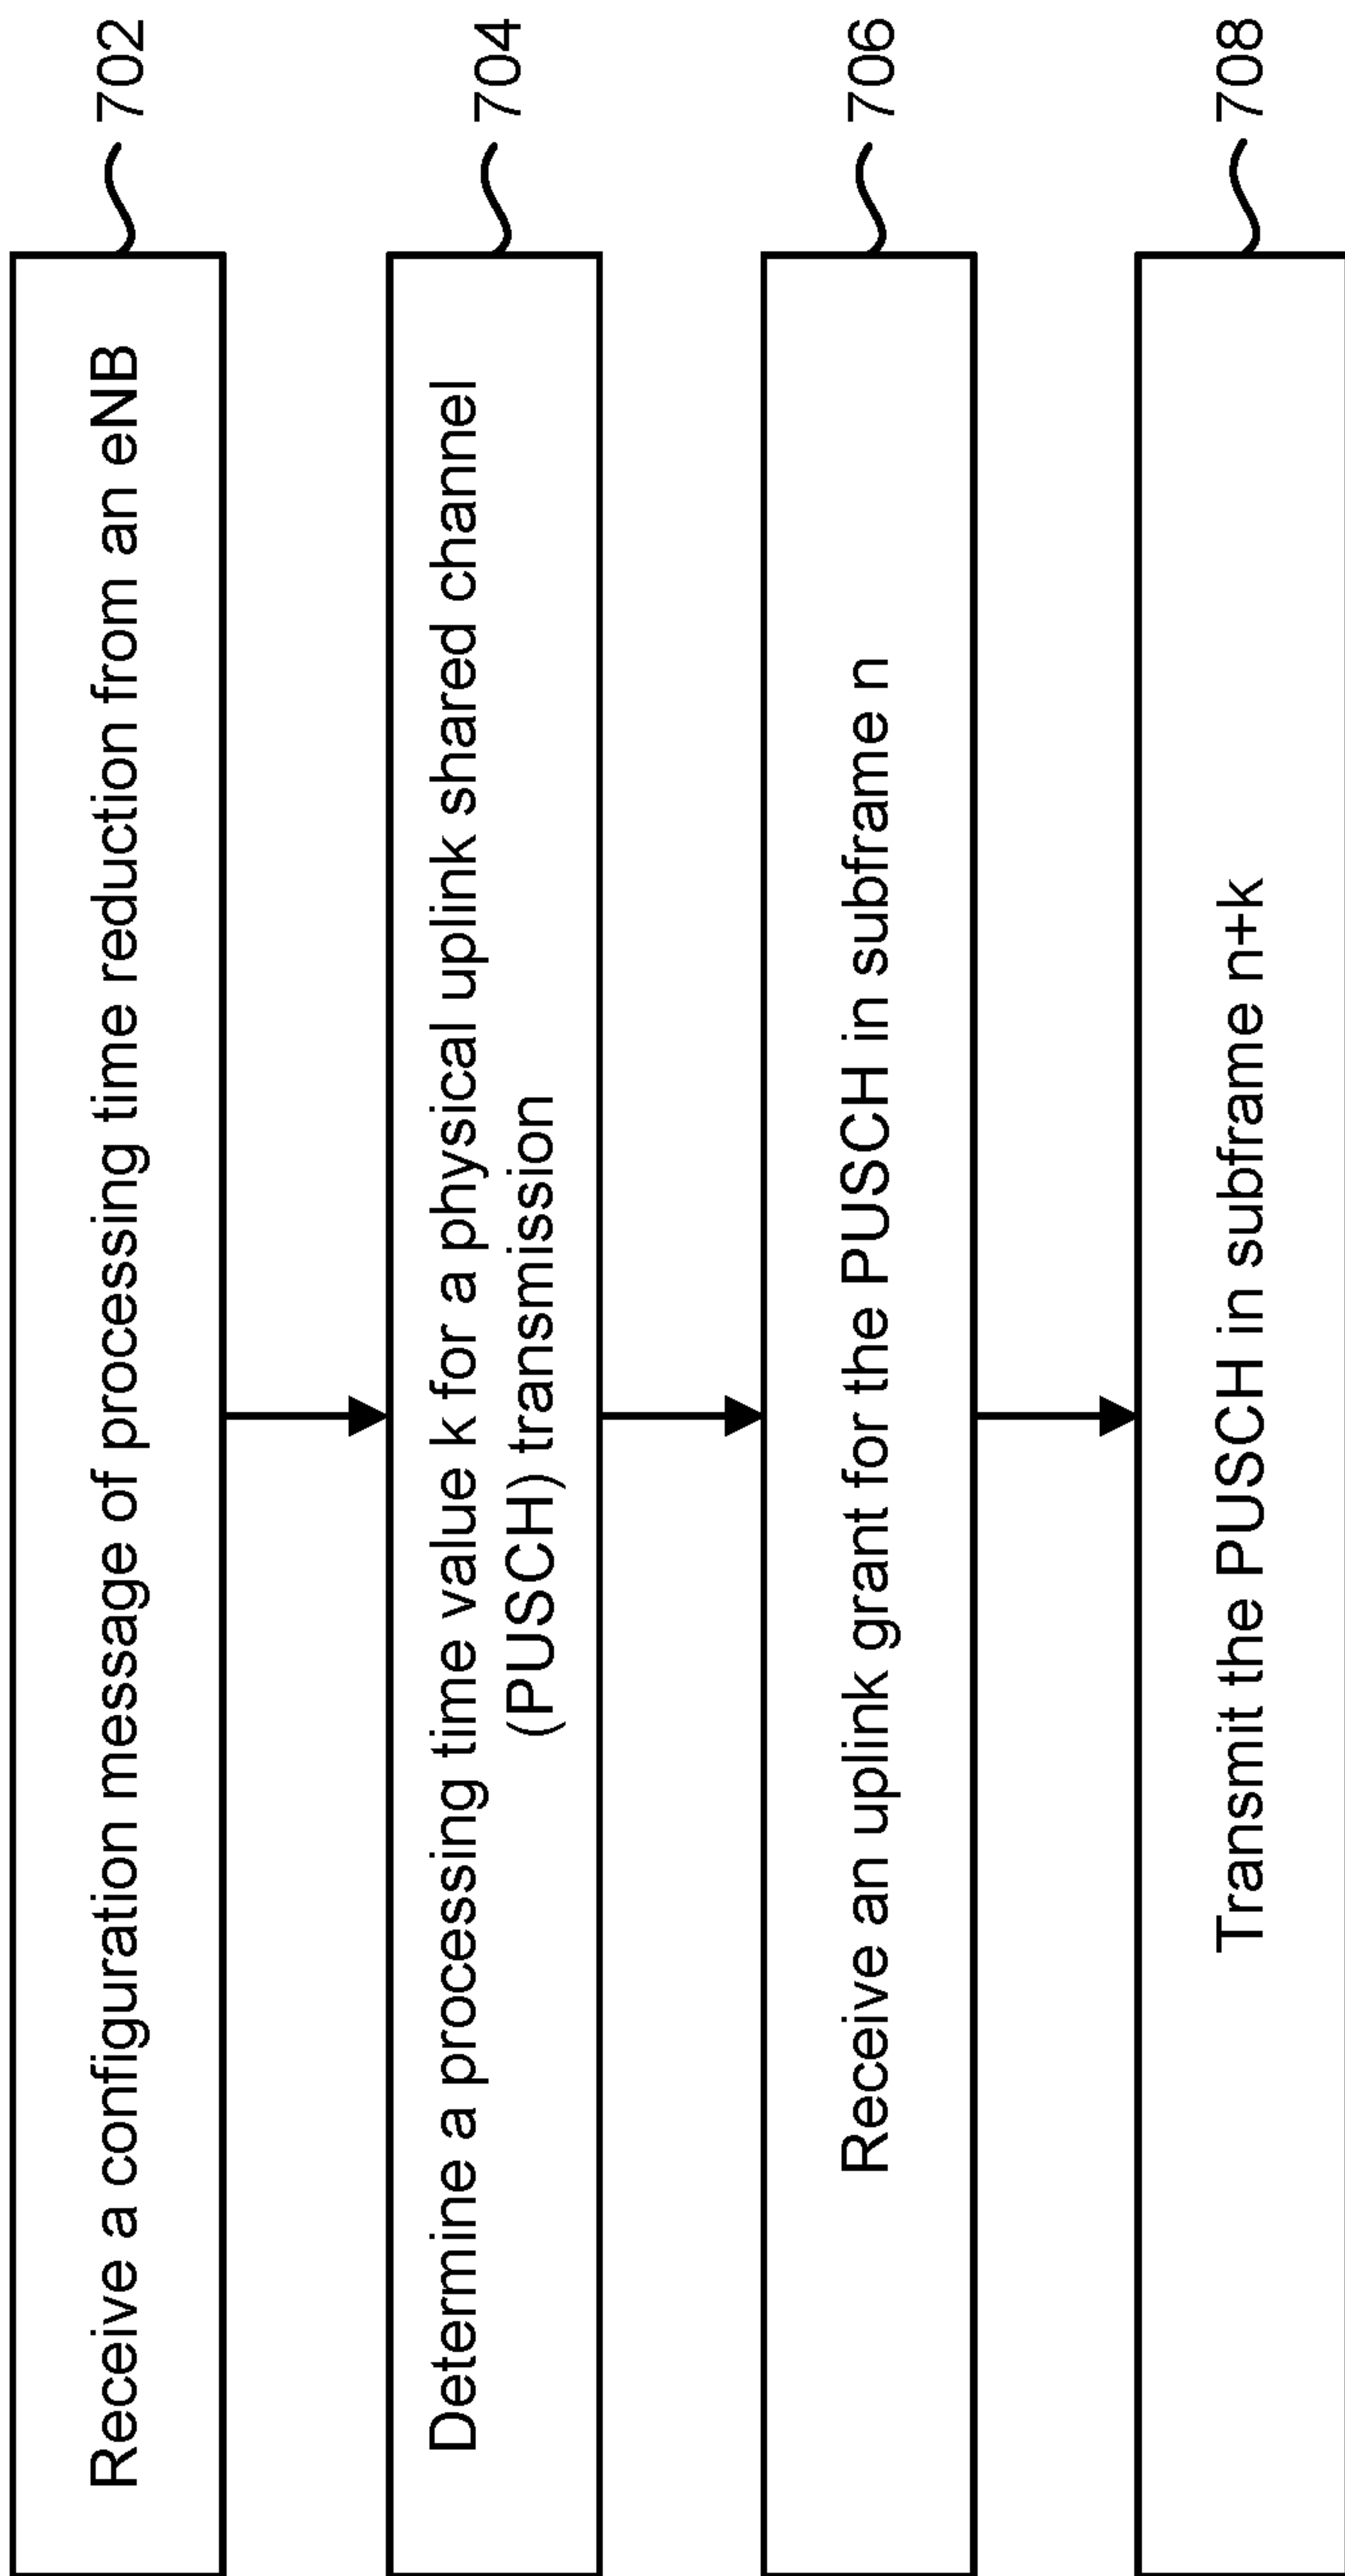 Receive a configuration message of processing time reduction from an eNB
702
Determine a processing time value k for a physical uplink shared channel
(PUSCH) transmission
704
Receive an uplink grant for the PUSCH in subframe n
706
Transmit the PUSCH in subframe n+k
708